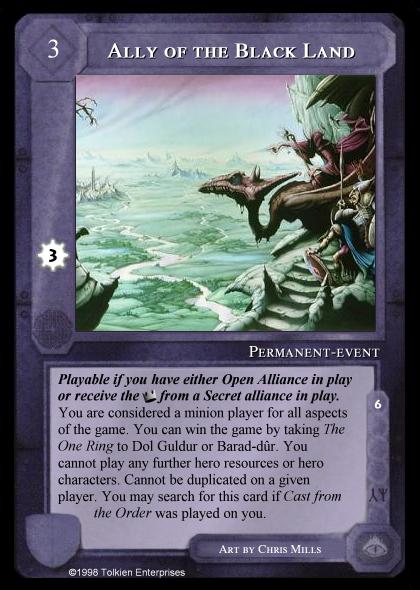 3
Ally of the Black Land
3
Permanent-event
Playable if you have either Open Alliance in play
or receive the from a Secret alliance in play.
6
You are considered a minion player for all aspects
of the game. You can win the game by taking The
One Ring to Dol Guldur or Barad-dûr. You
cannot play any further hero resources or hero
characters. Cannot be duplicated on a given
player. You may search for this card if Cast from
the Order was played on you.
Art by Chris Mills
©1998 Tolkien Enterprises